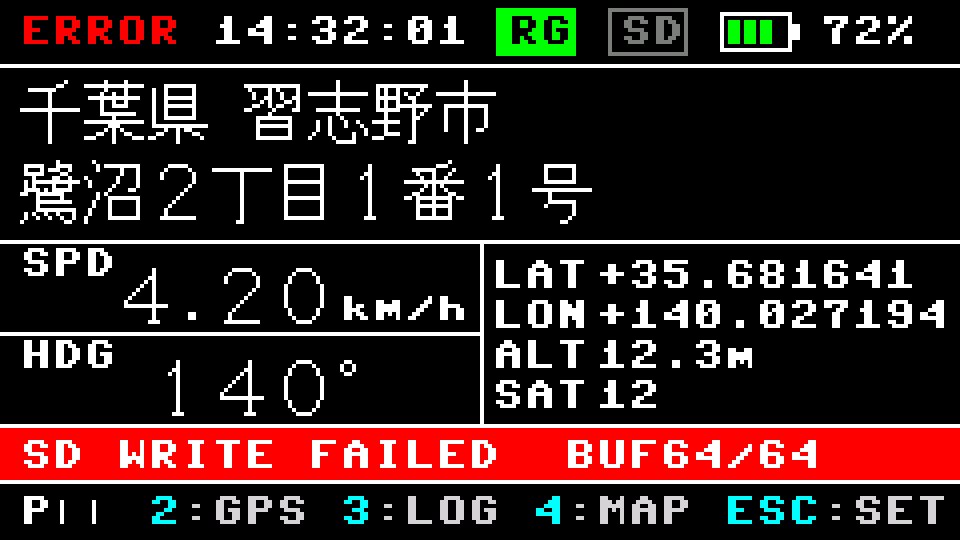 ERROR 14:32:01 RG SD 72%
千葉県 習志野市
鷺沼2丁目1番1号
SPD 4.20 km/h
HDG 140°
LAT +35.681641
LON +140.027194
ALT 12.3m
SAT 12
SD WRITE FAILED BUF64/64
P|| 2:GPS 3:LOG 4:MAP ESC:SET